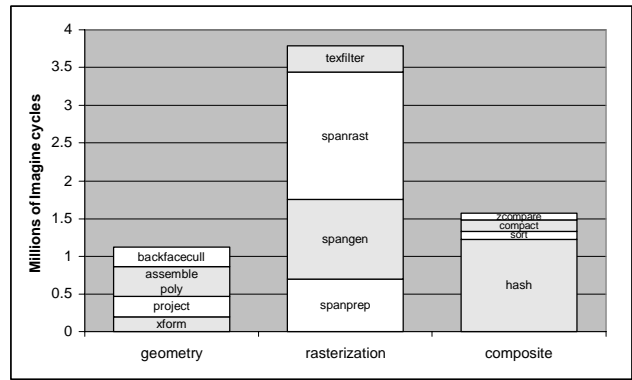 Millions of Imagine cycles
4
3.5
3
2.5
2
1.5
1
0.5
0
backfacecull
assemble
poly
project
xform
texfilter
spanrast
spangen
spanprep
zcompare
compact
sort
hash
geometry
rasterization
composite